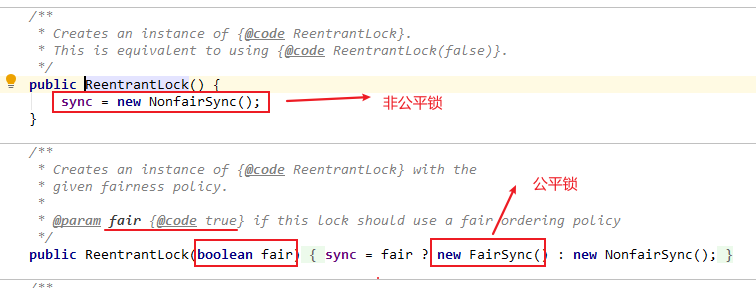 /**
* Creates an instance of {@code ReentrantLock}.
* This is equivalent to using {@code ReentrantLock(false)}.
*/
public ReentrantLock() {
sync = new NonfairSync();
非公平锁
}
/**
* Creates an instance of {@code ReentrantLock} with the
* given fairness policy.
公平锁
*
* @param fair {@code true} if this lock should use a fair ordering policy
*/
public ReentrantLock(boolean fair) { sync = fair ? new FairSync() : new NonfairSync(); }
/**